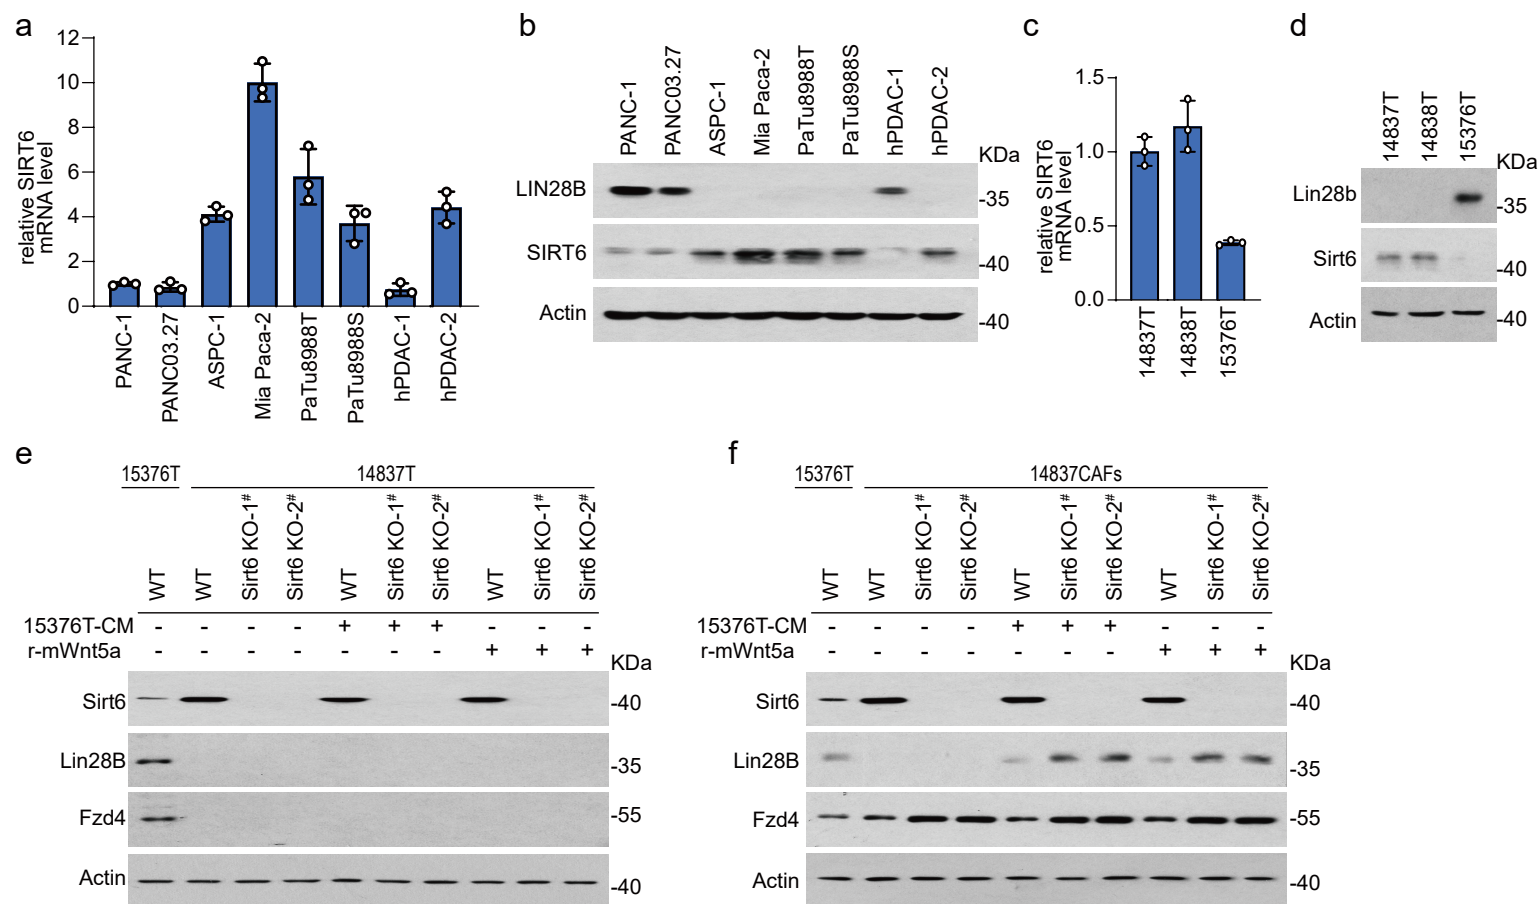 a
relative SIRT6
mRNA level
12
10
8
6
4
2
0
PANC-1
PANC03.27
ASPC-1
Mia Paca-2
PaTu8988T
PaTu8988S
hPDAC-1
hPDAC-2
b
PANC-1
PANC03.27
ASPC-1
Mia Paca-2
PaTu8988T
PaTu8988S
hPDAC-1
hPDAC-2
KDa
LIN28B
-35
SIRT6
-40
Actin
-40
c
relative SIRT6
mRNA level
1.5
1.0
0.5
0.0
14837T
14838T
15376T
d
14837T
14838T
15376T
KDa
Lin28b
-35
Sirt6
-40
Actin
-40
e
15376T 14837T
WT WT Sirt6 KO-1# Sirt6 KO-2# WT Sirt6 KO-1# Sirt6 KO-2# WT Sirt6 KO-1# Sirt6 KO-2#
15376T-CM - - - - + + + - - -
r-mWnt5a - - - - - - - + + +
KDa
Sirt6 -40
Lin28B -35
Fzd4 -55
Actin -40
f
15376T 14837CAFs
WT WT Sirt6 KO-1# Sirt6 KO-2# WT Sirt6 KO-1# Sirt6 KO-2# WT Sirt6 KO-1# Sirt6 KO-2#
15376T-CM - - - - + + + - - -
r-mWnt5a - - - - - - - + + +
KDa
Sirt6 -40
Lin28B -35
Fzd4 -55
Actin -40